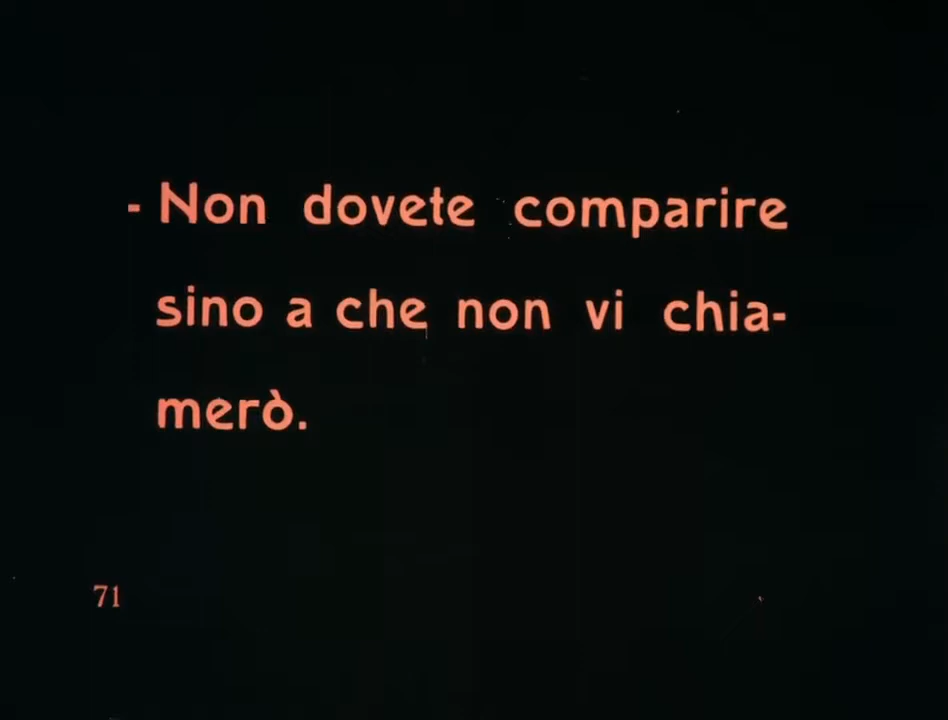 - Non dovete comparire
sino a che non vi chia-
merò.
71